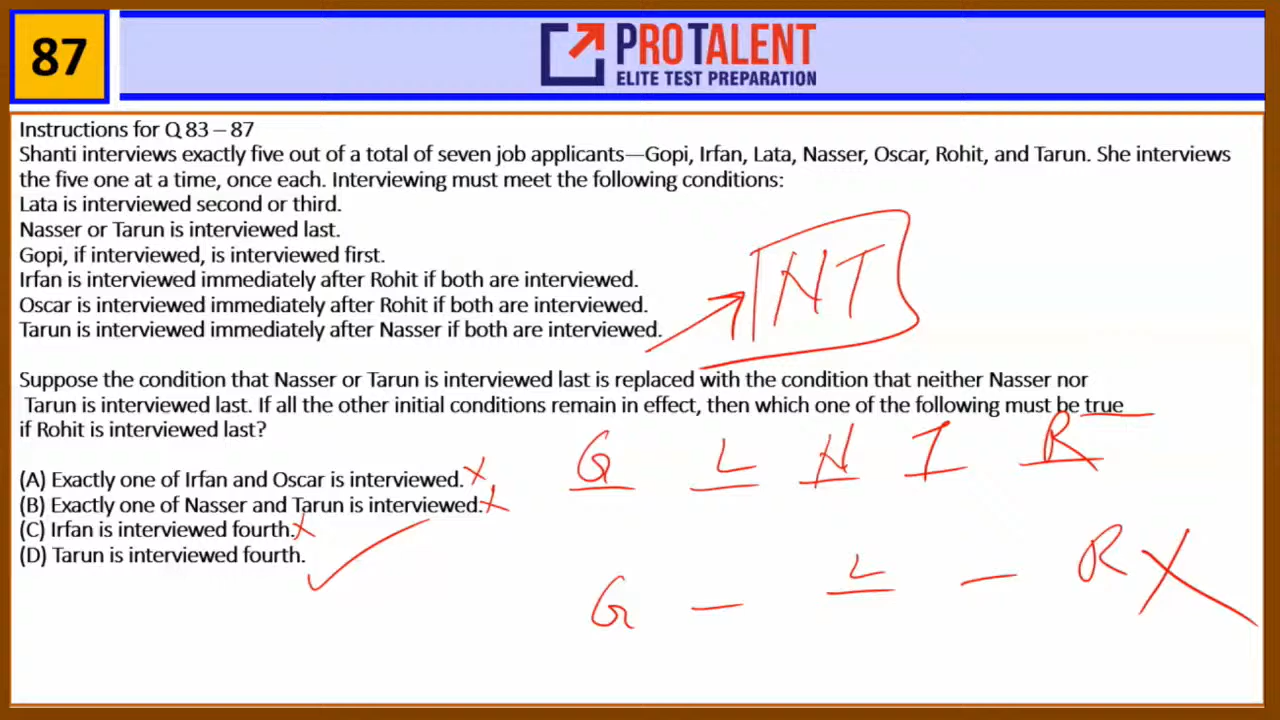 87
PROTALENT
ELITE TEST PREPARATION
Instructions for Q 83 – 87
Shanti interviews exactly five out of a total of seven job applicants—Gopi, Irfan, Lata, Nasser, Oscar, Rohit, and Tarun. She interviews
the five one at a time, once each. Interviewing must meet the following conditions:
Lata is interviewed second or third.
Nasser or Tarun is interviewed last.
Gopi, if interviewed, is interviewed first.
Irfan is interviewed immediately after Rohit if both are interviewed.
Oscar is interviewed immediately after Rohit if both are interviewed.
Tarun is interviewed immediately after Nasser if both are interviewed.
NT
Suppose the condition that Nasser or Tarun is interviewed last is replaced with the condition that neither Nasser nor
Tarun is interviewed last. If all the other initial conditions remain in effect, then which one of the following must be true
if Rohit is interviewed last?
G L N T R
(A) Exactly one of Irfan and Oscar is interviewed. X
(B) Exactly one of Nasser and Tarun is interviewed. X
(C) Irfan is interviewed fourth. X
(D) Tarun is interviewed fourth. ✓
G _ L _ R X